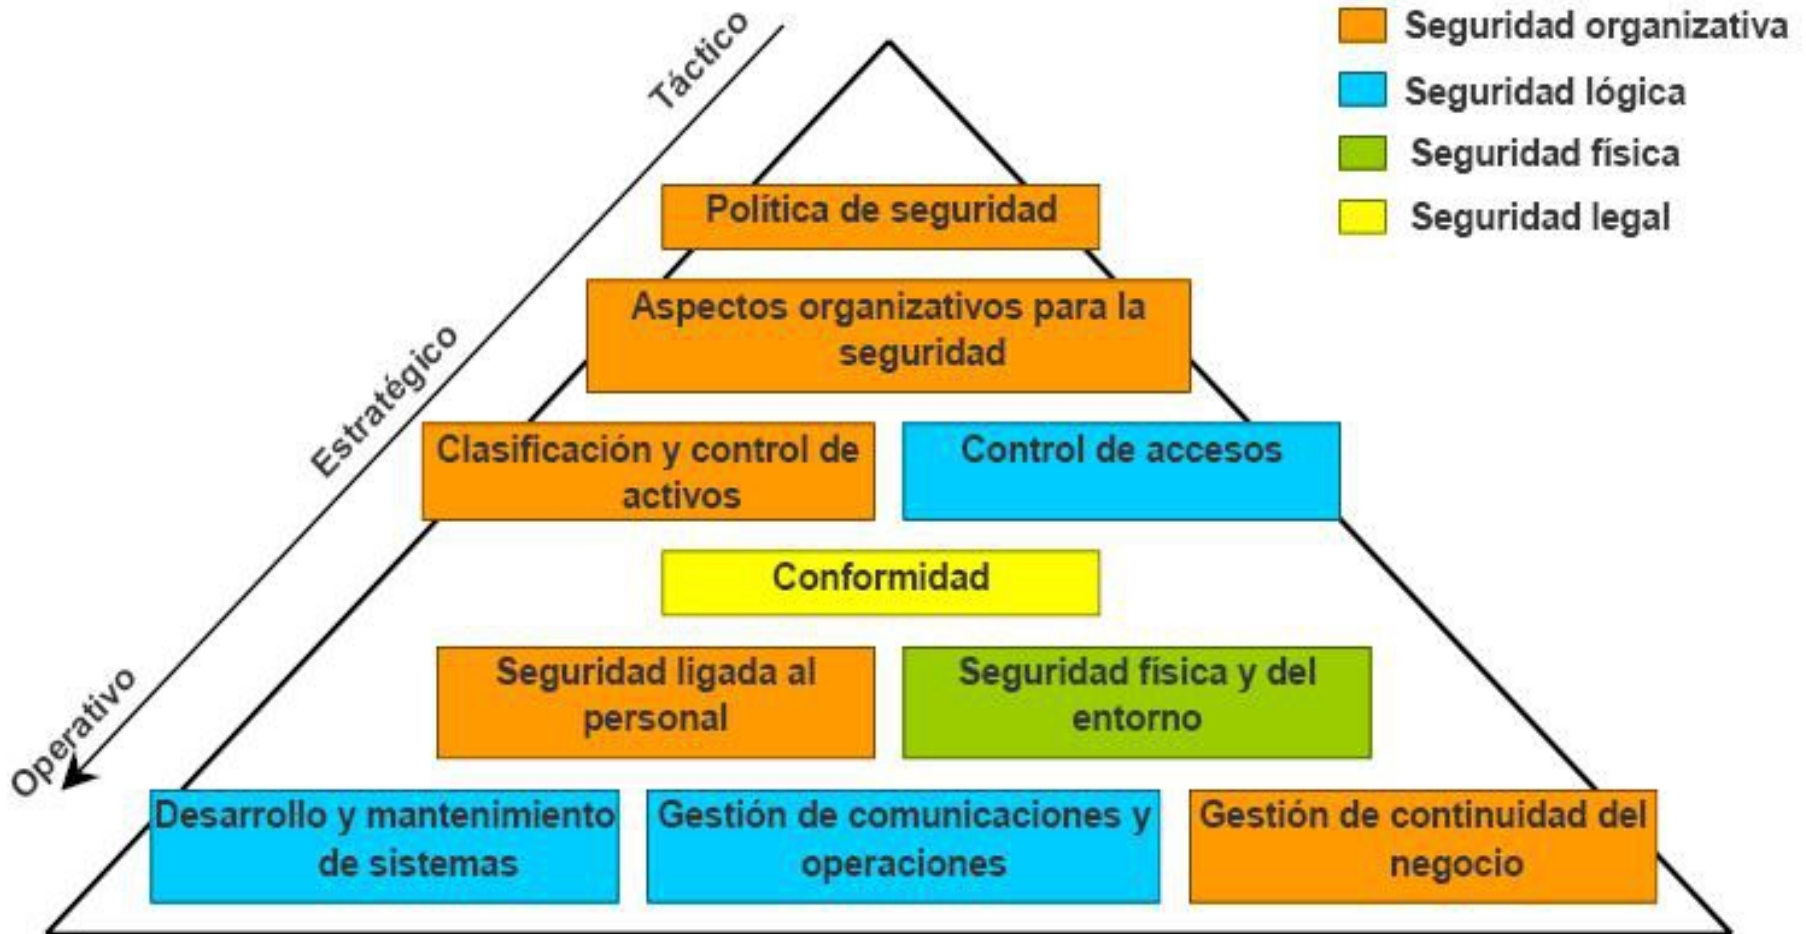 Táctico
Estratégico
Operativo
Seguridad organizativa
Seguridad lógica
Seguridad física
Seguridad legal
Política de seguridad
Aspectos organizativos para la
seguridad
Clasificación y control de
activos
Control de accesos
Conformidad
Seguridad ligada al
personal
Seguridad física y del
entorno
Desarrollo y mantenimiento
de sistemas
Gestión de comunicaciones y
operaciones
Gestión de continuidad del
negocio